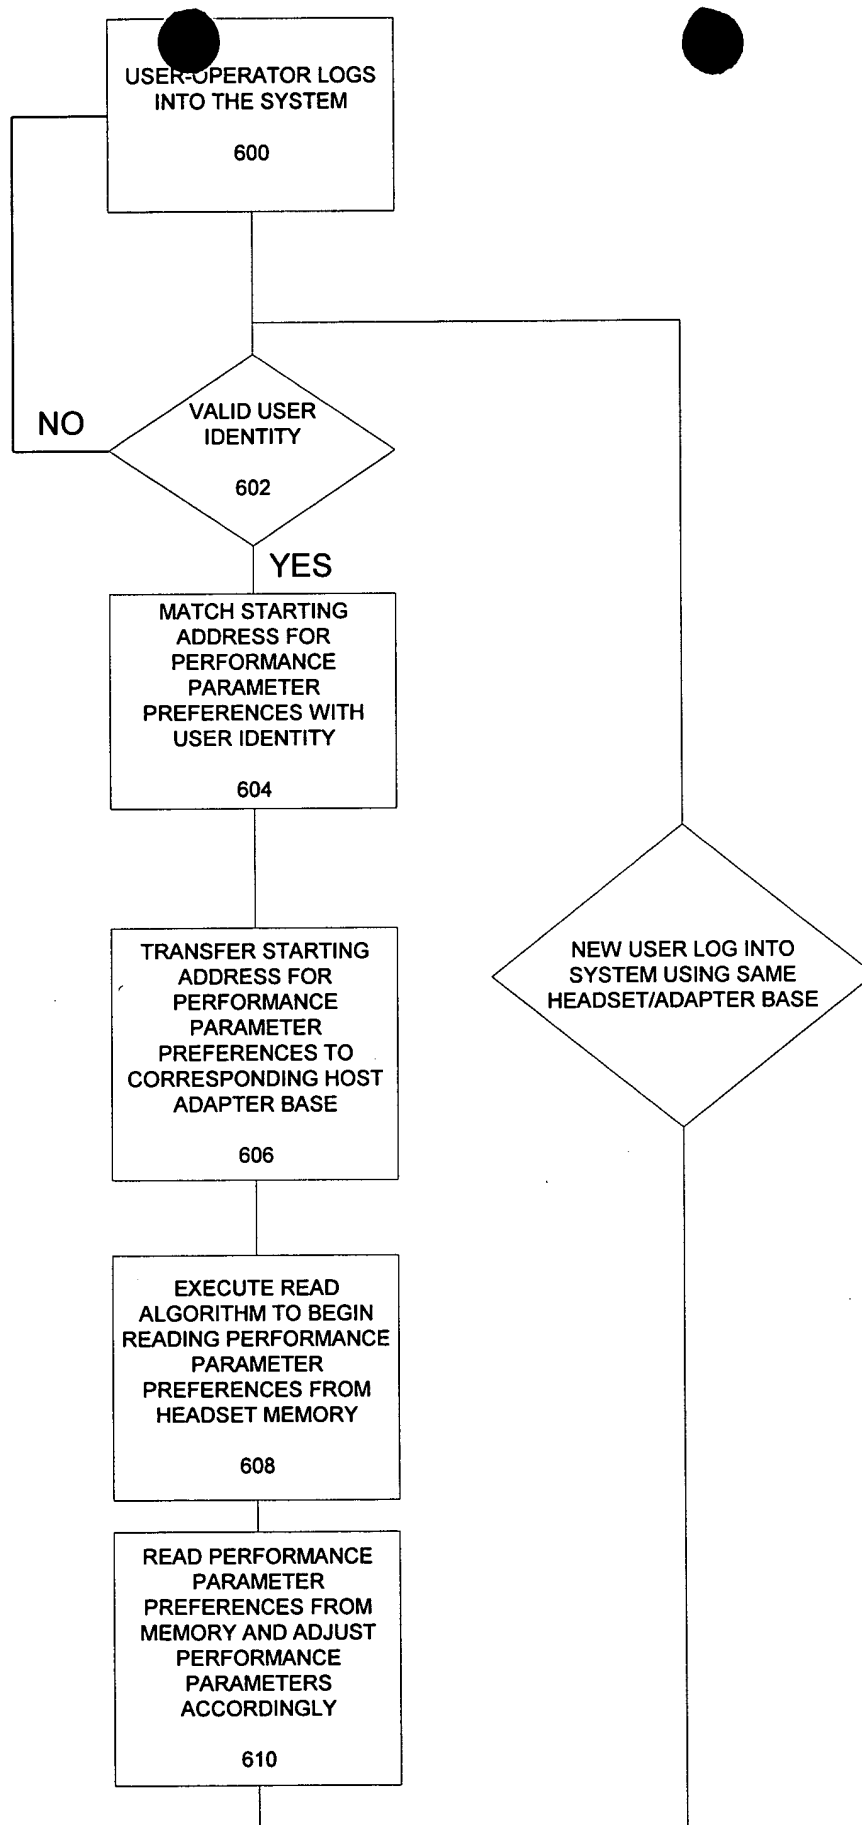 USER-OPERATOR LOGS
INTO THE SYSTEM
600
NO
VALID USER
IDENTITY
602
YES
MATCH STARTING
ADDRESS FOR
PERFORMANCE
PARAMETER
PREFERENCES WITH
USER IDENTITY
604
TRANSFER STARTING
ADDRESS FOR
PERFORMANCE
PARAMETER
PREFERENCES TO
CORRESPONDING HOST
ADAPTER BASE
606
NEW USER LOG INTO
SYSTEM USING SAME
HEADSET/ADAPTER BASE
EXECUTE READ
ALGORITHM TO BEGIN
READING PERFORMANCE
PARAMETER
PREFERENCES FROM
HEADSET MEMORY
608
READ PERFORMANCE
PARAMETER
PREFERENCES FROM
MEMORY AND ADJUST
PERFORMANCE
PARAMETERS
ACCORDINGLY
610